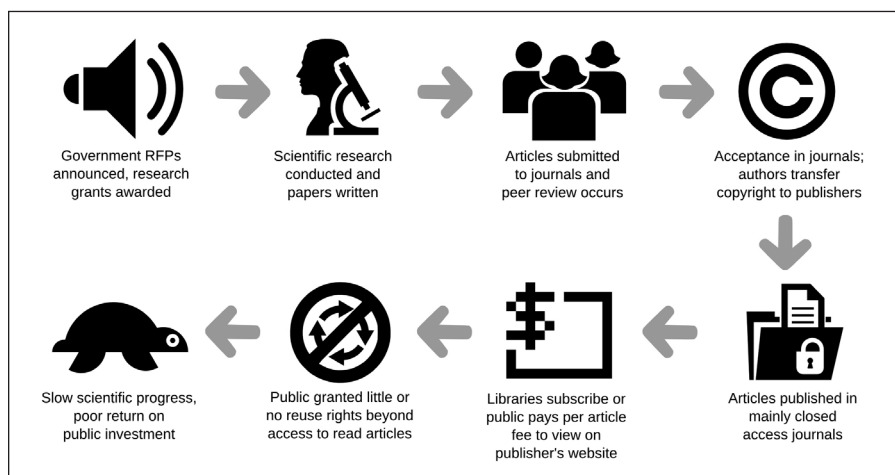 Government RFPs
announced, research
grants awarded
Scientific research
conducted and
papers written
Articles submitted
to journals and
peer review occurs
Acceptance in journals;
authors transfer
copyright to publishers
Articles published in
mainly closed
access journals
Libraries subscribe or
public pays per article
fee to view on
publisher's website
Public granted little or
no reuse rights beyond
access to read articles
Slow scientific progress,
poor return on
public investment